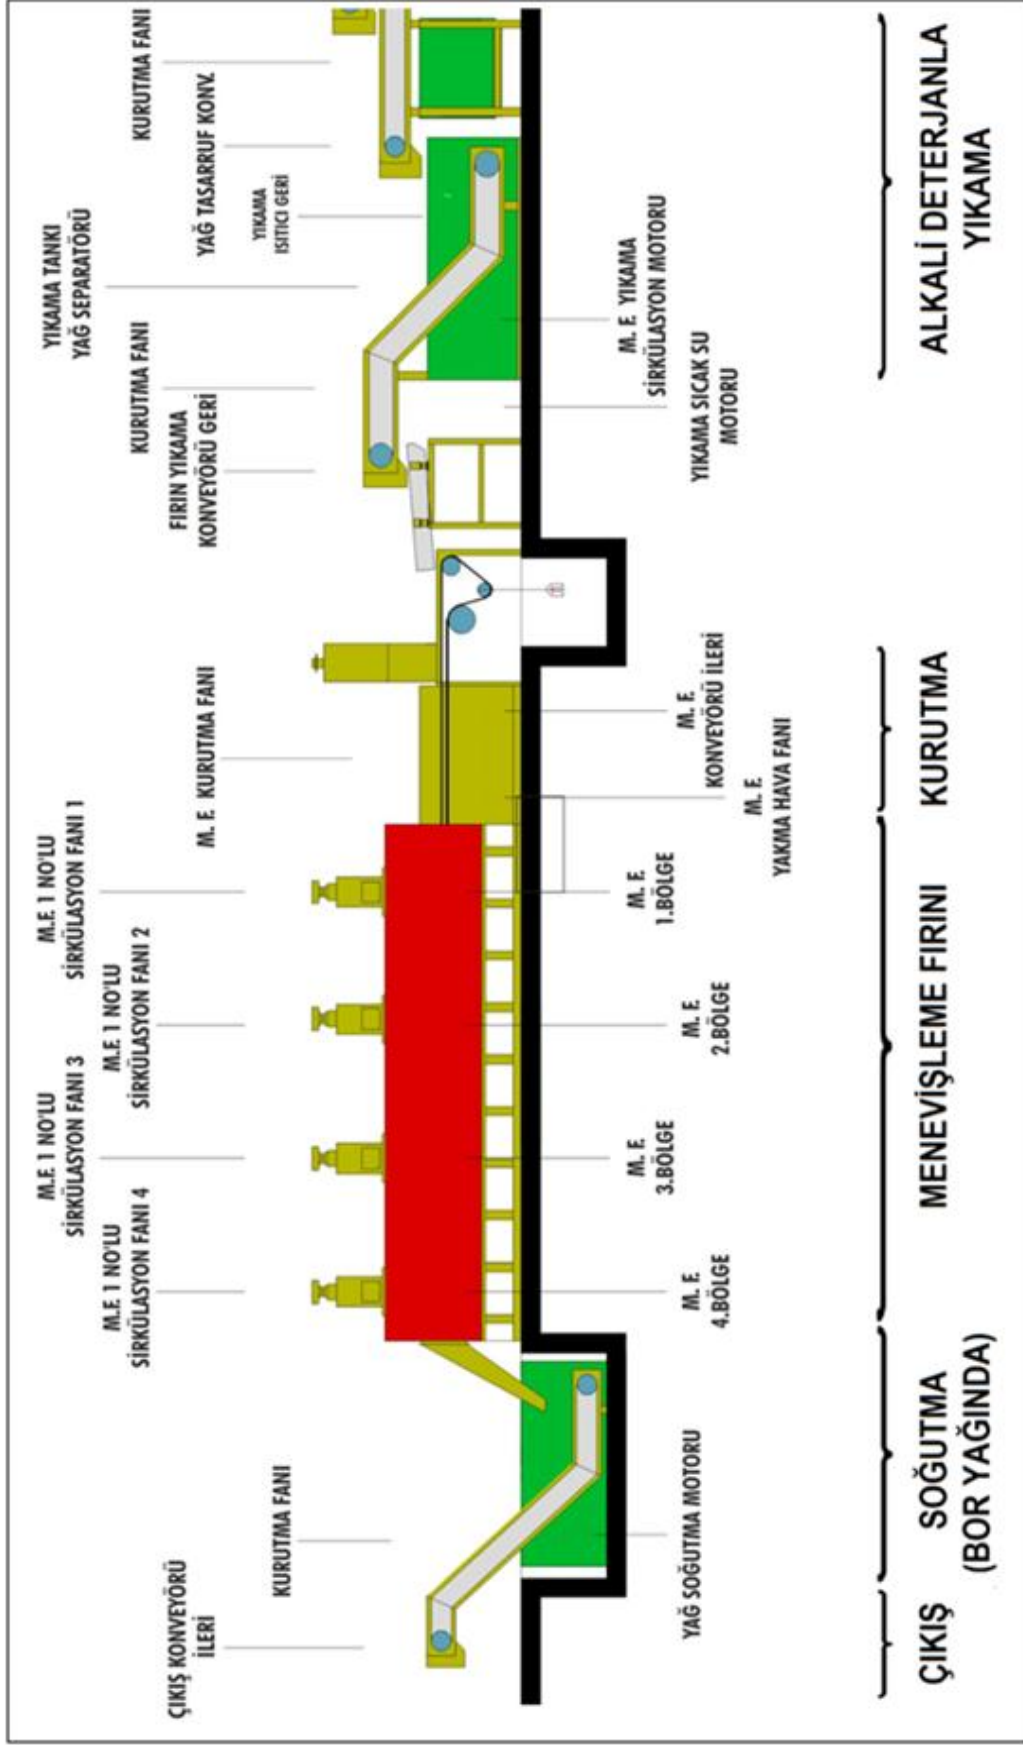 ÇIKIŞ KONVEYÖRÜ
İLERİ
KURUTMA FANI
M.F. 1 NO'LU
SİRKÜLASYON FANI 4
M.F. 1 NO'LU
SİRKÜLASYON FANI 3
M.F. 1 NO'LU
SİRKÜLASYON FANI 2
M.F. 1 NO'LU
SİRKÜLASYON FANI 1
M. F. KURUTMA FANI
FIRIN YIKAMA
KONVEYÖRÜ GERİ
KURUTMA FANI
YIKAMA TANKI
YAĞ SEPARATÖRÜ
YIKAMA
ISITICI GERİ
YAĞ TASARRUF KONV.
KURUTMA FANI
YAĞ SOĞUTMA MOTORU
M. F.
4.BÖLGE
M. F.
3.BÖLGE
M. F.
2.BÖLGE
M. F.
1.BÖLGE
M. F.
YAKMA HAVA FANI
M. F.
KONVEYÖRÜ İLERİ
YIKAMA SICAK SU
MOTORU
M. F. YIKAMA
SİRKÜLASYON MOTORU
ÇIKIŞ
SOĞUTMA
(BOR YAĞINDA)
MENEVİŞLEME FIRINI
KURUTMA
ALKALİ DETERJANLA
YIKAMA